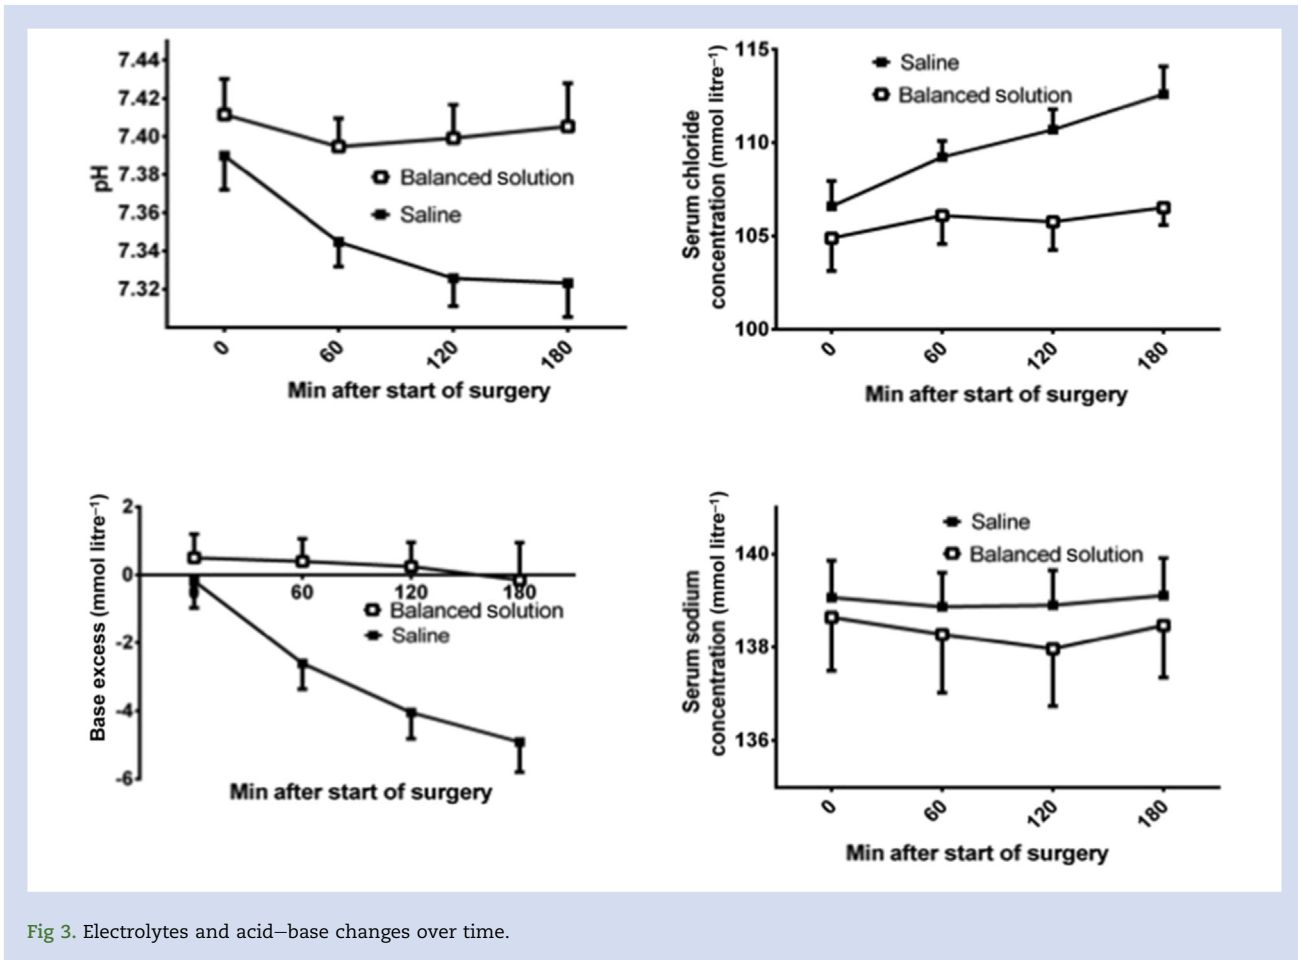 7.44
7.42
7.40
7.38
7.36
7.34
7.32
pH
Balanced solution
Saline
0
60
120
180
Min after start of surgery
115
110
105
100
Serum chloride
concentration (mmol litre⁻¹)
Saline
Balanced solution
0
60
120
180
Min after start of surgery
2
0
-2
-4
-6
Base excess (mmol litre⁻¹)
60
120
180
Balanced solution
Saline
Min after start of surgery
140
138
136
Serum sodium
concentration (mmol litre⁻¹)
Saline
Balanced solution
0
60
120
180
Min after start of surgery
Fig 3. Electrolytes and acid–base changes over time.